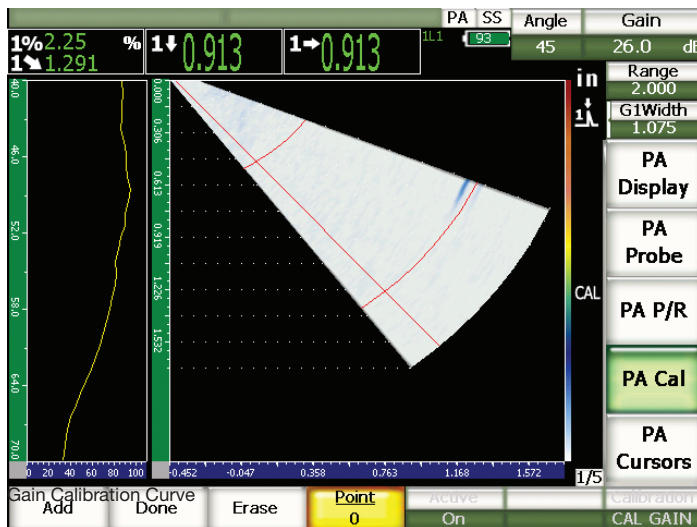 PA SS Angle Gain
1% 2.25 %
1 1.291
1 0.913
1 0.913
1L1
93
45 26.0 dB
in
Range
2.000
1
G1Width
1.075
PA
Display
PA
Probe
PA P/R
CAL
PA Cal
PA
Cursors
40.0
46.0
52.0
58.0
64.0
70.0
0.000
0.306
0.613
0.919
1.226
1.532
0 20 40 60 80 100
-0.452 -0.047 0.358 0.763 1.168 1.572
1/5
Gain Calibration Curve
Add Done Erase Point Active Calibration
0 On CAL GAIN